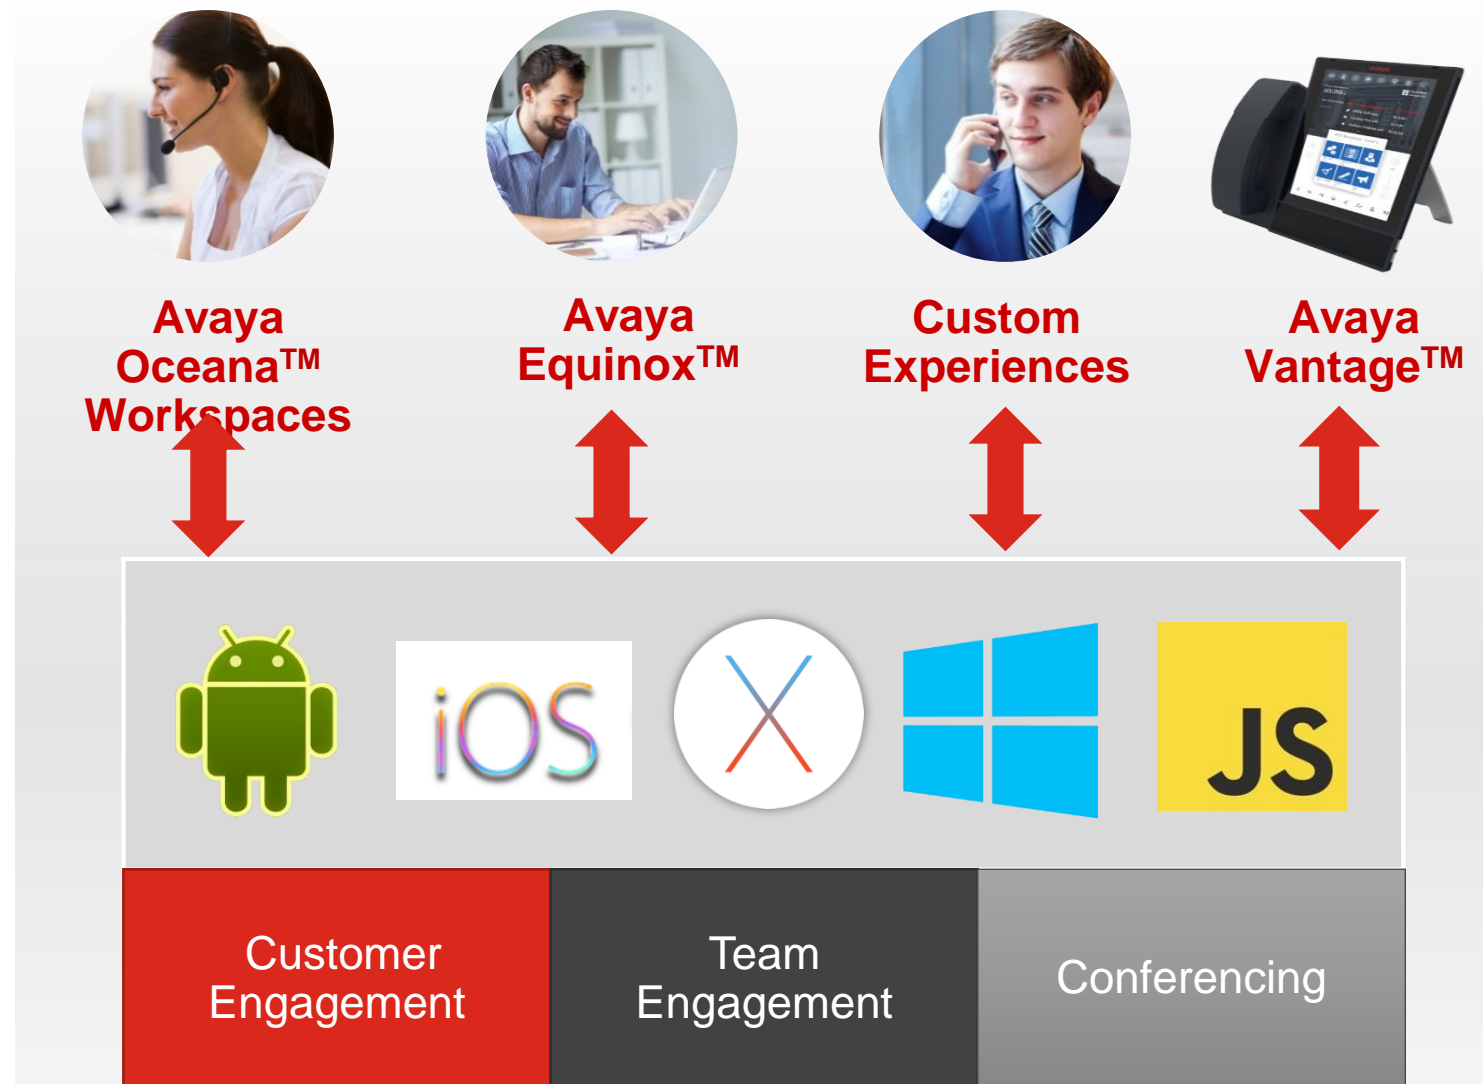 Avaya
Oceana™
Workspaces
Avaya
Equinox™
Custom
Experiences
Avaya
Vantage™
iOS
JS
Customer
Engagement
Team
Engagement
Conferencing